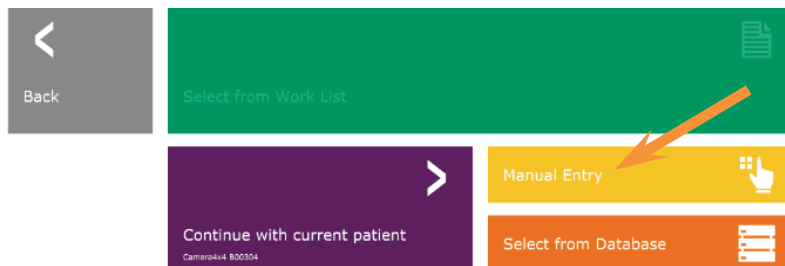 Back
Select from Work List
Continue with current patient
Camera4x4 B00304
Manual Entry
Select from Database